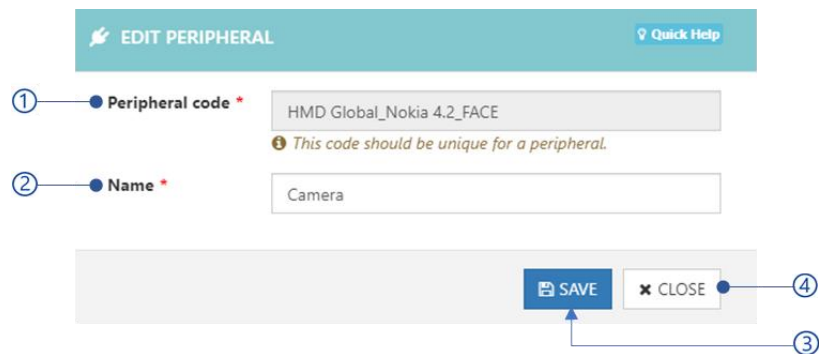 EDIT PERIPHERAL
Quick Help
① Peripheral code *
HMD Global_Nokia 4.2_FACE
This code should be unique for a peripheral.
② Name *
Camera
SAVE
CLOSE
④
③